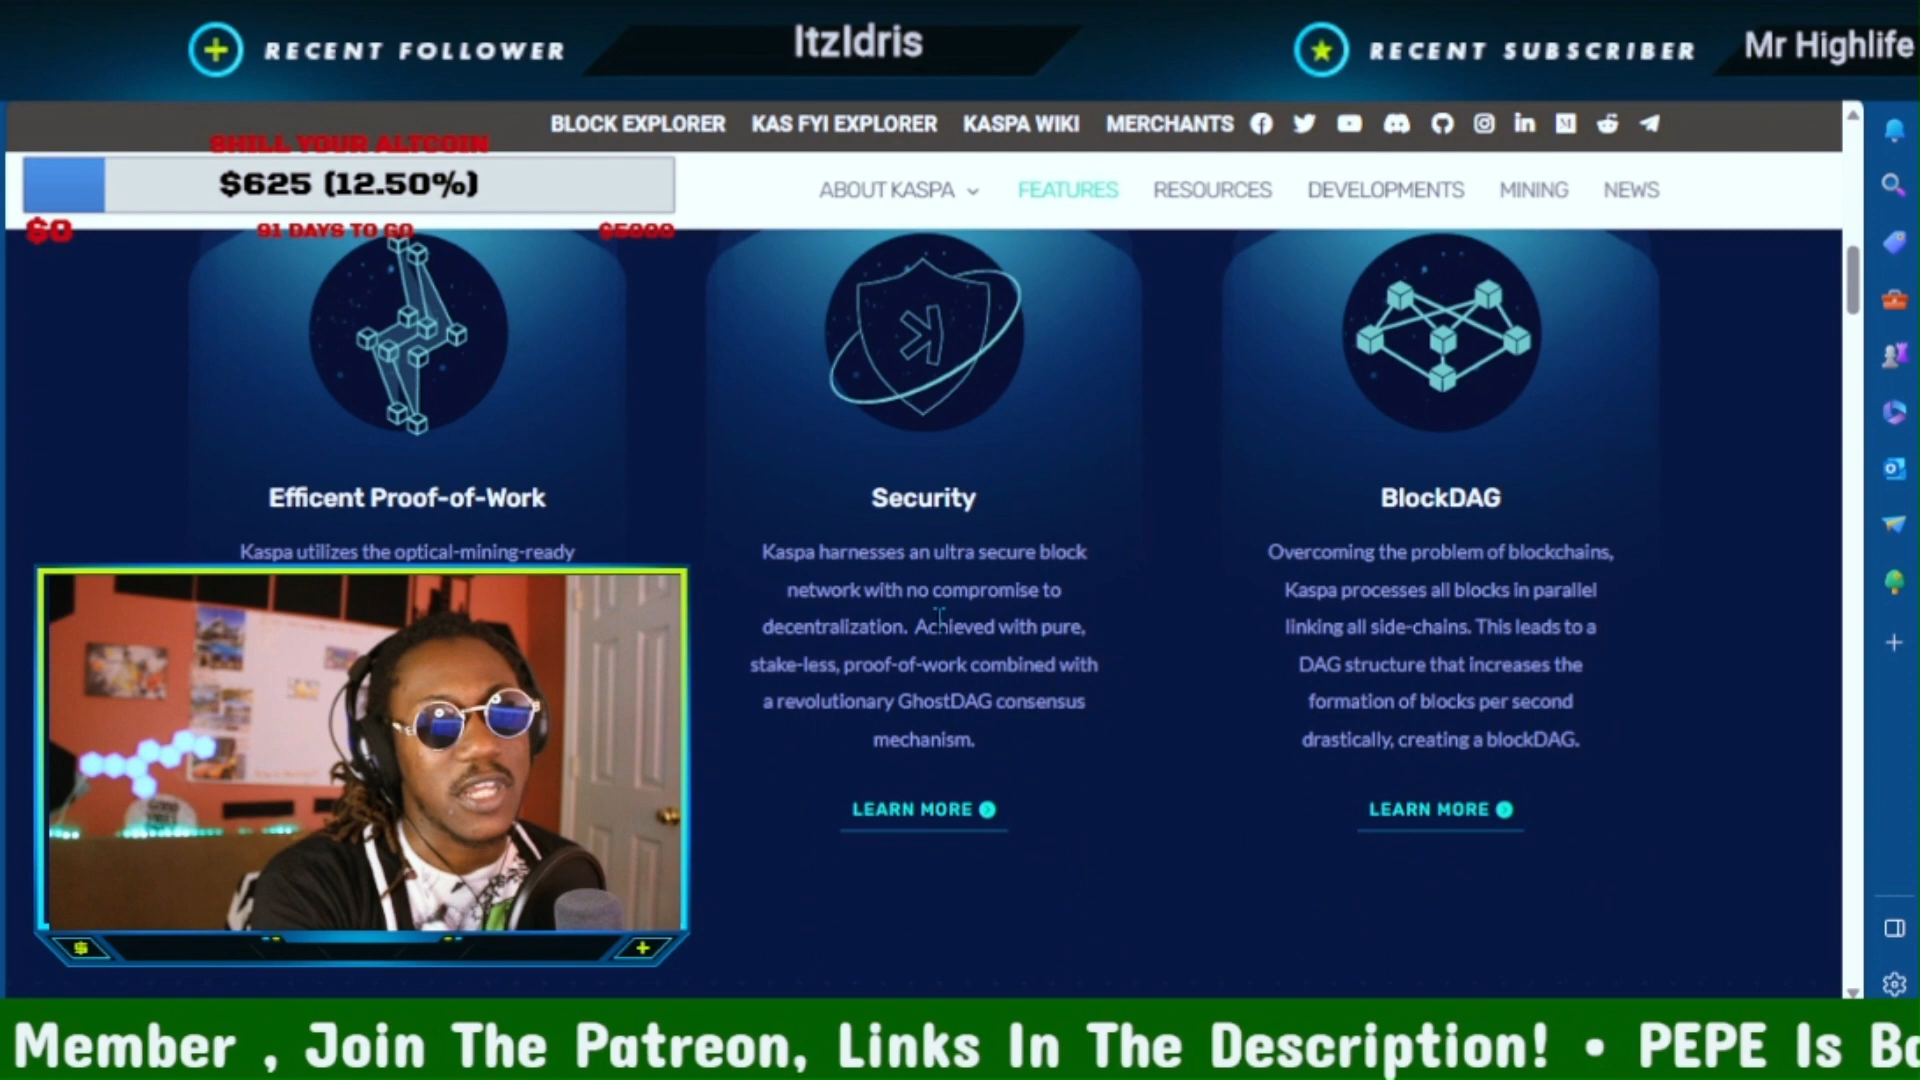 RECENT FOLLOWER
ItzIdris
RECENT SUBSCRIBER
Mr Highlife
BLOCK EXPLORER KAS FYI EXPLORER KASPA WIKI MERCHANTS
SHILL YOUR ALTCOIN
$625 (12.50%)
$0
91 DAYS TO GO
$5000
ABOUT KASPA FEATURES RESOURCES DEVELOPMENTS MINING NEWS
Efficent Proof-of-Work
Kaspa utilizes the optical-mining-ready
Security
Kaspa harnesses an ultra secure block
network with no compromise to
decentralization. Achieved with pure,
stake-less, proof-of-work combined with
a revolutionary GhostDAG consensus
mechanism.
LEARN MORE
BlockDAG
Overcoming the problem of blockchains,
Kaspa processes all blocks in parallel
linking all side-chains. This leads to a
DAG structure that increases the
formation of blocks per second
drastically, creating a blockDAG.
LEARN MORE
Member , Join The Patreon, Links In The Description! • PEPE Is